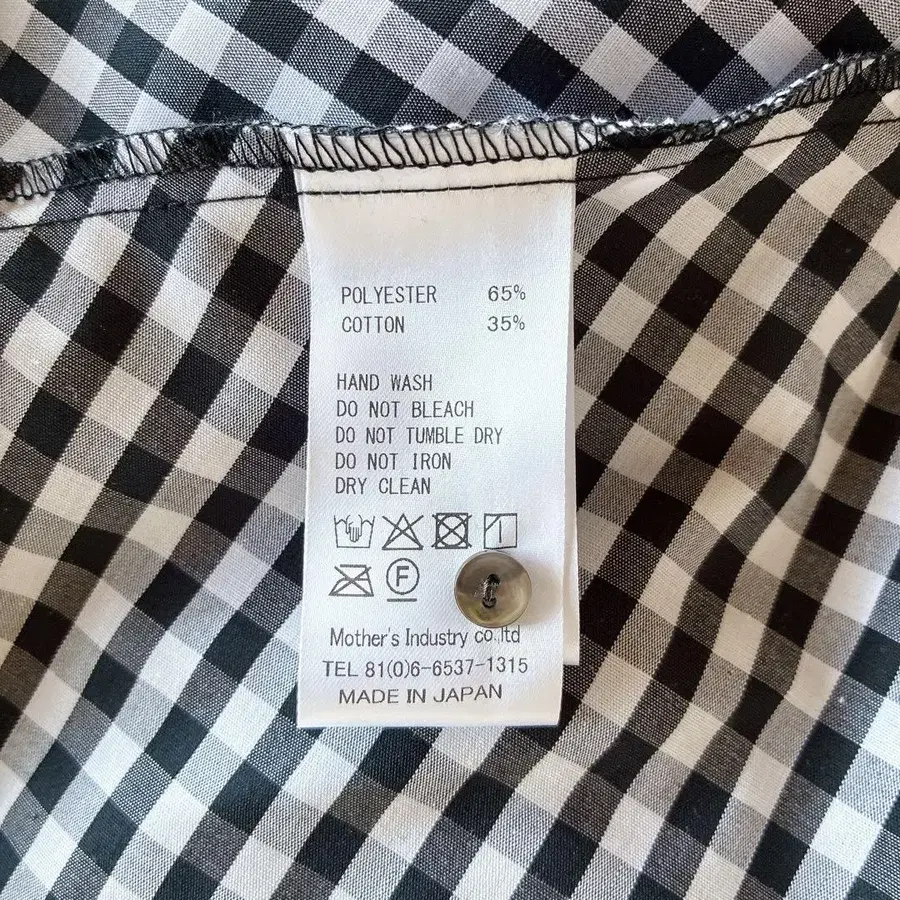 POLYESTER 65%
COTTON 35%
HAND WASH
DO NOT BLEACH
DO NOT TUMBLE DRY
DO NOT IRON
DRY CLEAN
F
Mother's Industry co.ltd
TEL 81(0)6-6537-1315
MADE IN JAPAN